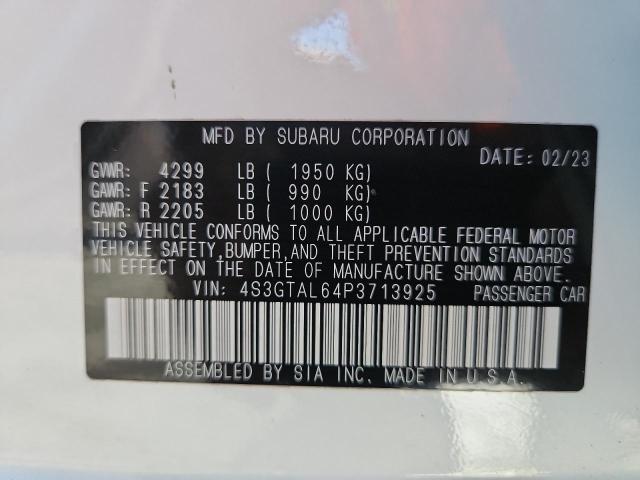 MFD BY SUBARU CORPORATION
DATE: 02/23
GVWR: 4299 LB ( 1950 KG)
GAWR: F 2183 LB ( 990 KG)
GAWR: R 2205 LB ( 1000 KG)
THIS VEHICLE CONFORMS TO ALL APPLICABLE FEDERAL MOTOR
VEHICLE SAFETY, BUMPER, AND THEFT PREVENTION STANDARDS
IN EFFECT ON THE DATE OF MANUFACTURE SHOWN ABOVE.
VIN: 4S3GTAL64P3713925 PASSENGER CAR
ASSEMBLED BY SIA INC. MADE IN U.S.A.